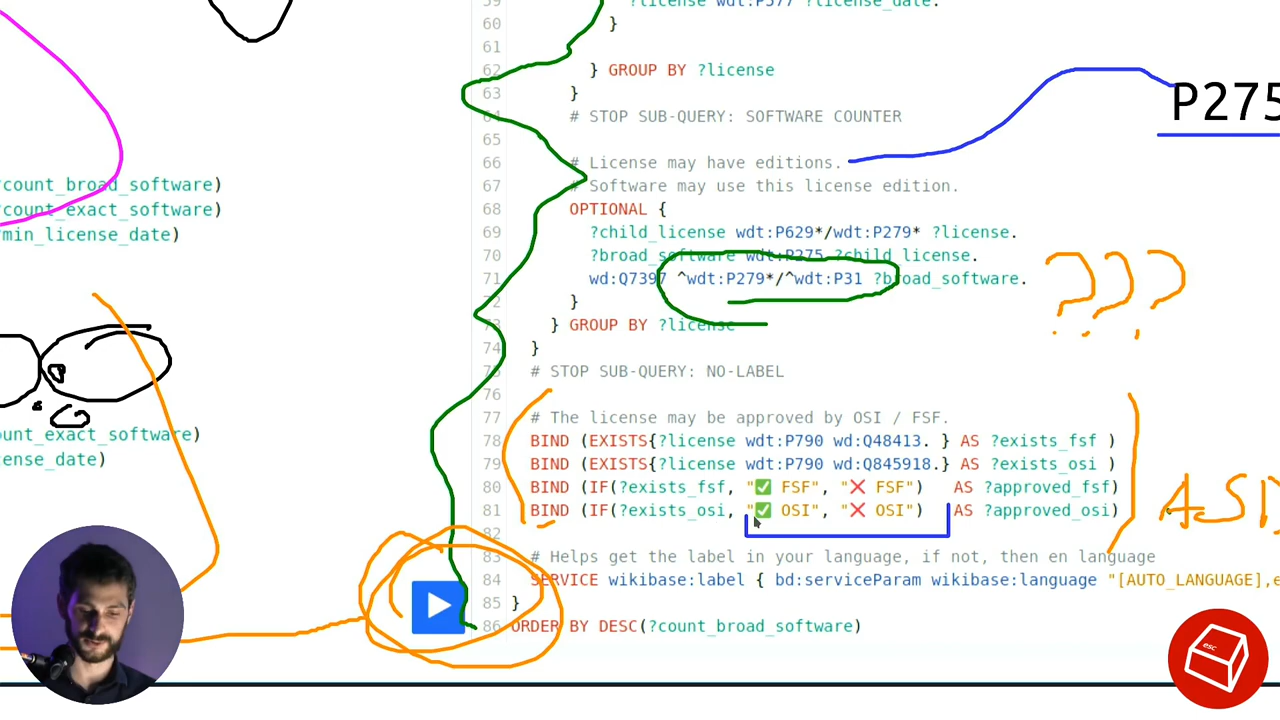 59 ?license wdt:P577 ?license_date.
60 }
61
62 } GROUP BY ?license
63 }
64 # STOP SUB-QUERY: SOFTWARE COUNTER
65
66 # License may have editions.
67 # Software may use this license edition.
68 OPTIONAL {
69 ?child_license wdt:P629*/wdt:P279* ?license.
70 ?broad_software wdt:P275 ?child_license.
71 wd:Q7397 ^wdt:P279*/^wdt:P31 ?broad_software.
72 }
73 } GROUP BY ?license
74 }
75 # STOP SUB-QUERY: NO-LABEL
76
77 # The license may be approved by OSI / FSF.
78 BIND (EXISTS{?license wdt:P790 wd:Q48413. } AS ?exists_fsf )
79 BIND (EXISTS{?license wdt:P790 wd:Q845918.} AS ?exists_osi )
80 BIND (IF(?exists_fsf, "✅ FSF", "❌ FSF") AS ?approved_fsf)
81 BIND (IF(?exists_osi, "✅ OSI", "❌ OSI") AS ?approved_osi)
82
83 # Helps get the label in your language, if not, then en language
84 SERVICE wikibase:label { bd:serviceParam wikibase:language "[AUTO_LANGUAGE],e
85 }
86 ORDER BY DESC(?count_broad_software)
count_broad_software)
count_exact_software)
min_license_date)
ount_exact_software)
ense_date)
P275
???
ASD
esc